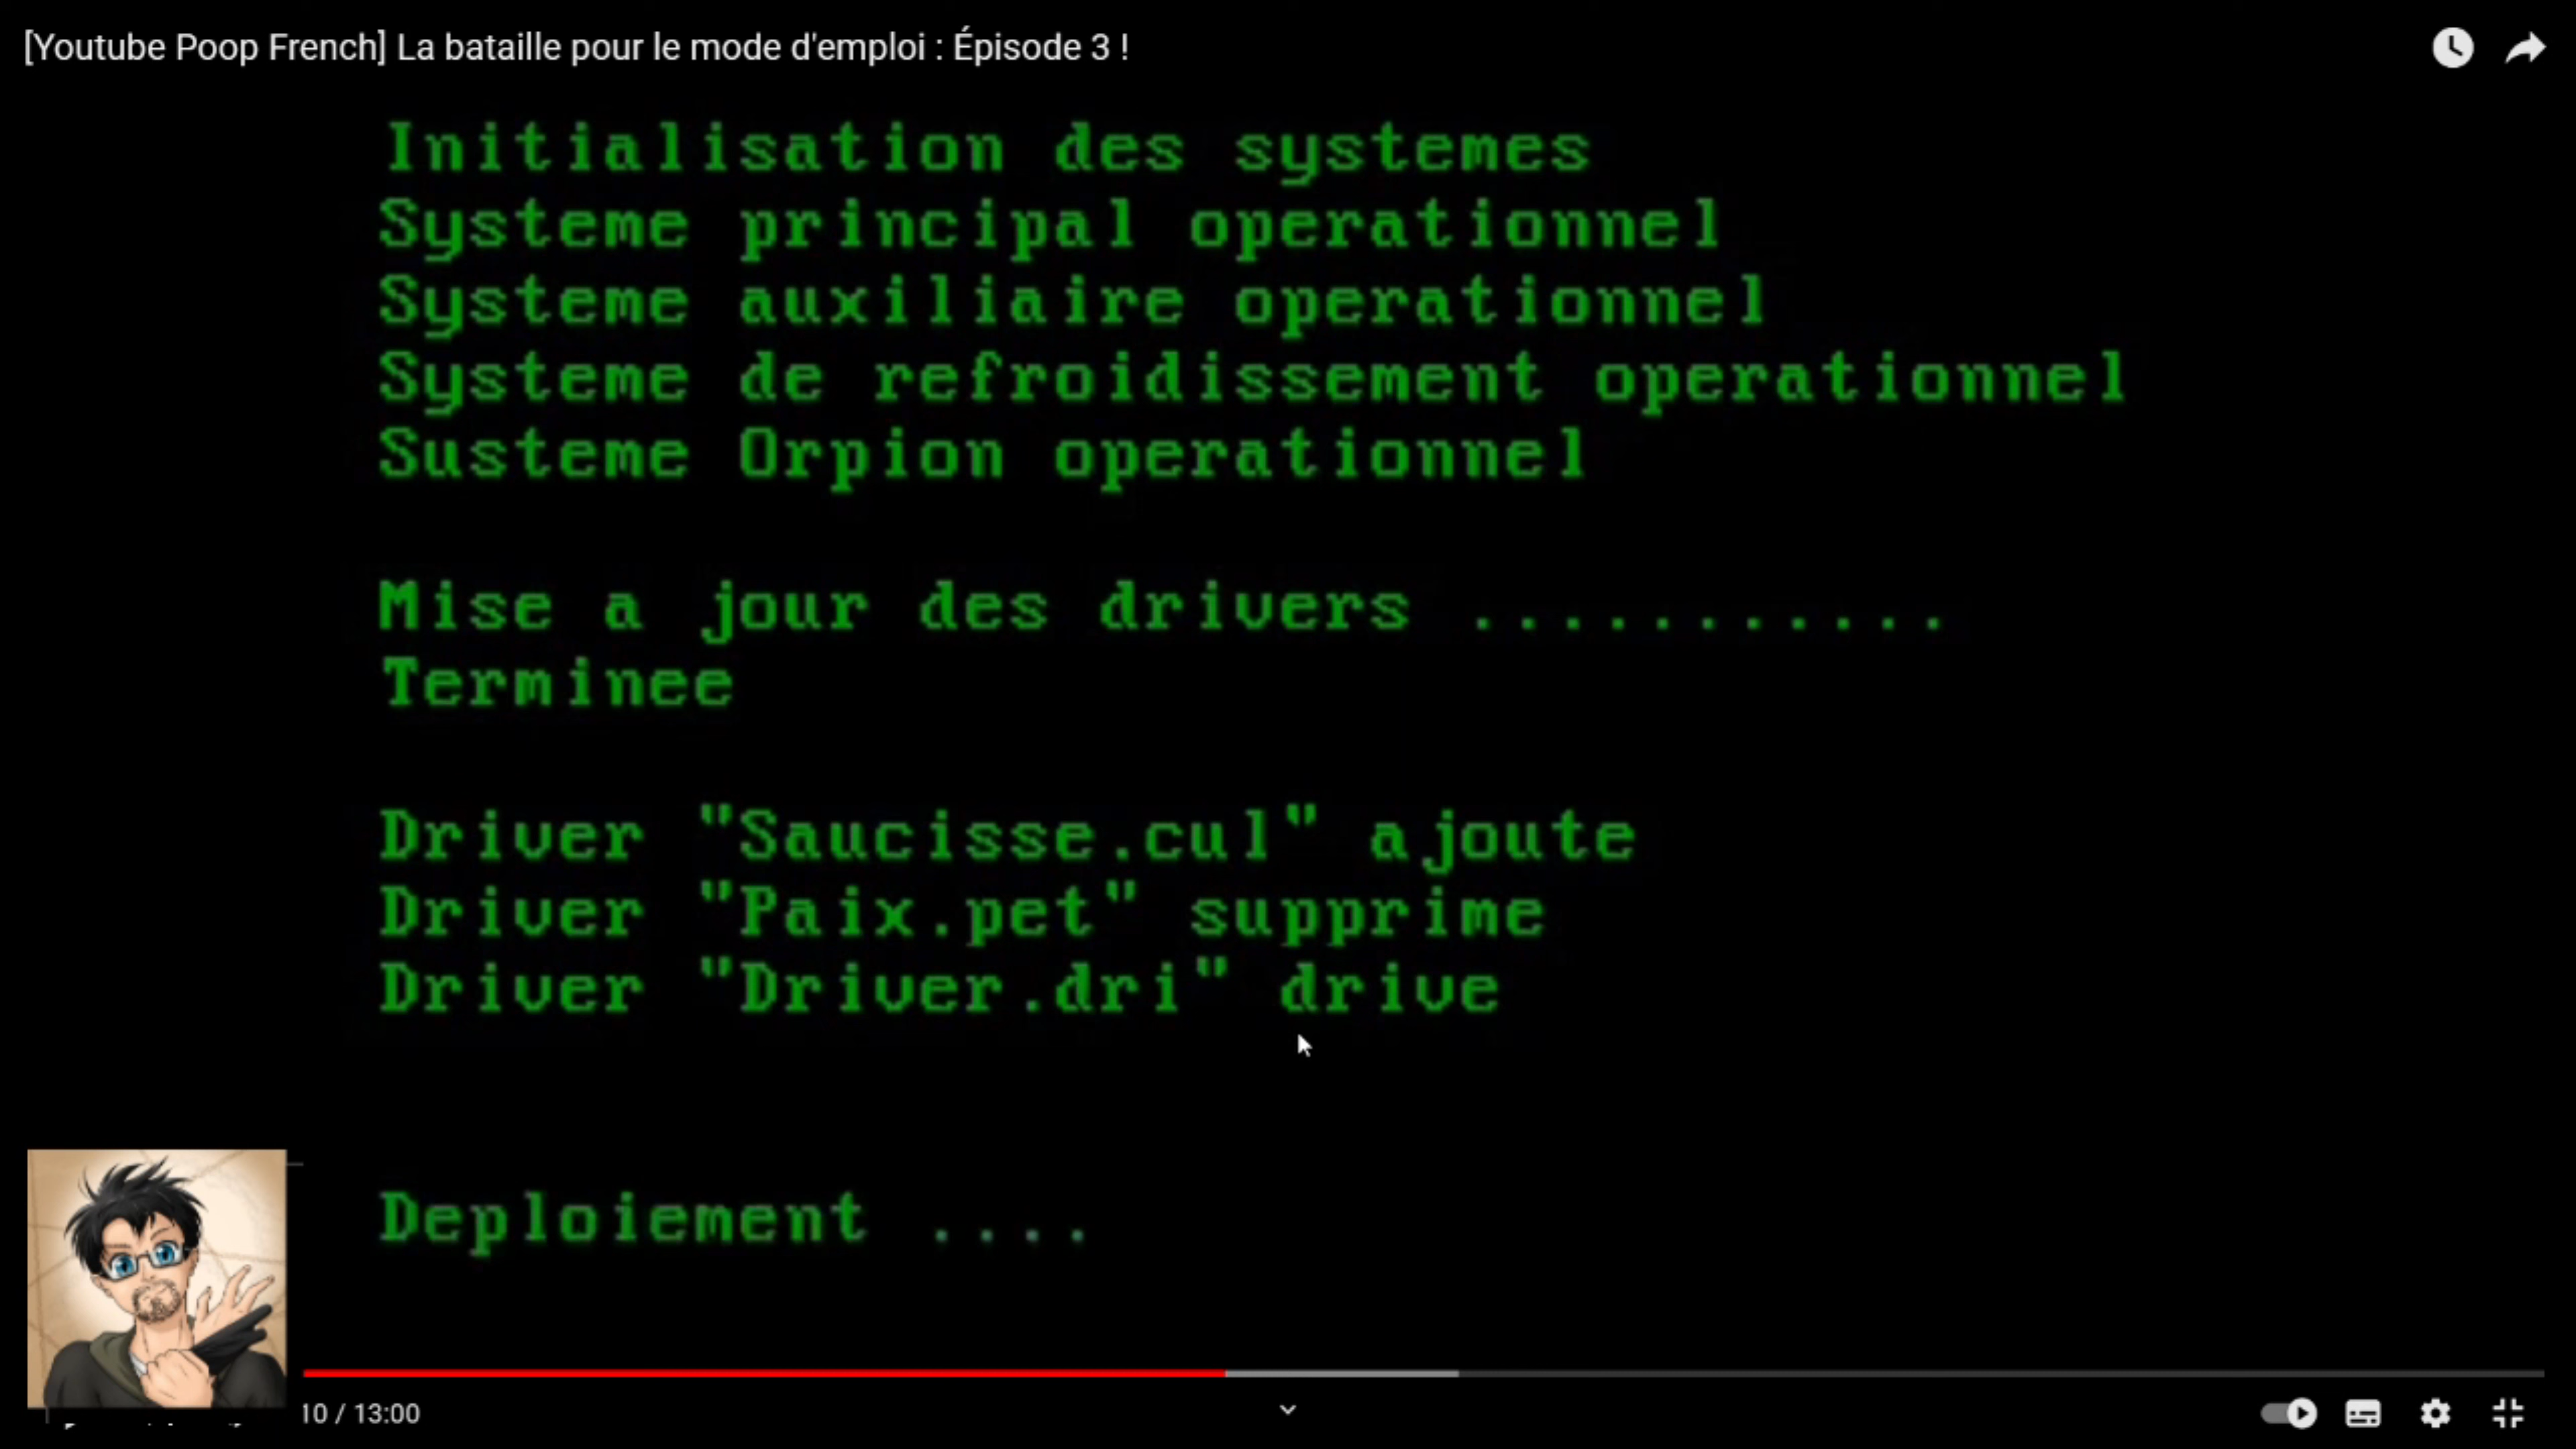 [Youtube Poop French] La bataille pour le mode d'emploi : Épisode 3 !
Initialisation des systemes
Systeme principal operationnel
Systeme auxiliaire operationnel
Systeme de refroidissement operationnel
Susteme Orpion operationnel
Mise a jour des drivers ...........
Terminee
Driver "Saucisse.cul" ajoute
Driver "Paix.pet" supprime
Driver "Driver.dri" drive
Deploiement ....
10 / 13:00